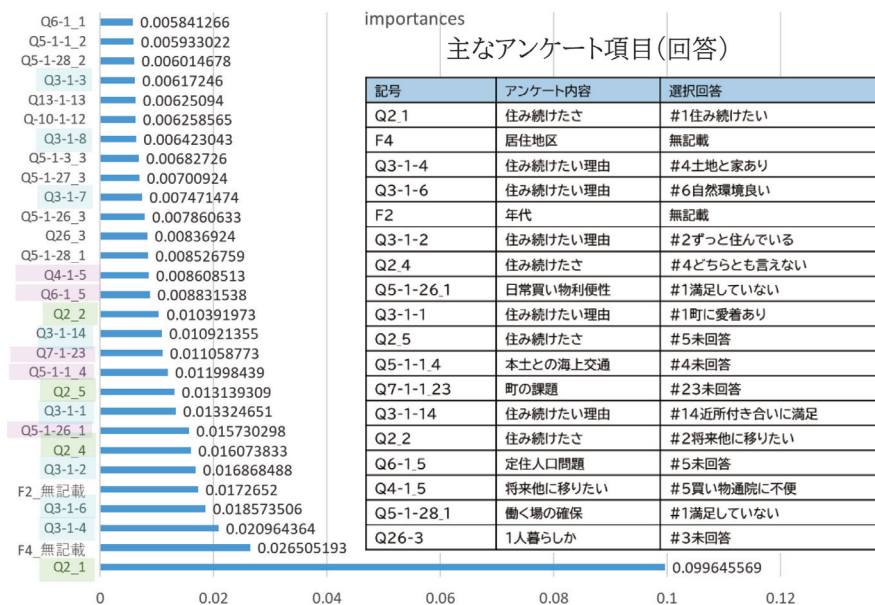 importances
主なアンケート項目(回答)
Q6-1_1 0.005841266
Q5-1-1_2 0.005933022
Q5-1-28_2 0.006014678
Q3-1-3 0.00617246
Q13-1-13 0.00625094
Q-10-1-12 0.006258565
Q3-1-8 0.006423043
Q5-1-3_3 0.00682726
Q5-1-27_3 0.00700924
Q3-1-7 0.007471474
Q5-1-26_3 0.007860633
Q26_3 0.00836924
Q5-1-28_1 0.008526759
Q4-1-5 0.008608513
Q6-1_5 0.008831538
Q2_2 0.010391973
Q3-1-14 0.010921355
Q7-1-23 0.011058773
Q5-1-1_4 0.011998439
Q2_5 0.013139309
Q3-1-1 0.013324651
Q5-1-26_1 0.015730298
Q2_4 0.016073833
Q3-1-2 0.016868488
F2_無記載 0.0172652
Q3-1-6 0.018573506
Q3-1-4 0.020964364
F4_無記載 0.026505193
Q2_1 0.099645569
0 0.02 0.04 0.06 0.08 0.1 0.12
記号 アンケート内容 選択回答
Q2_1 住み続けたさ #1住み続けたい
F4 居住地区 無記載
Q3-1-4 住み続けたい理由 #4土地と家あり
Q3-1-6 住み続けたい理由 #6自然環境良い
F2 年代 無記載
Q3-1-2 住み続けたい理由 #2ずっと住んでいる
Q2_4 住み続けたさ #4どちらとも言えない
Q5-1-26_1 日常買い物利便性 #1満足していない
Q3-1-1 住み続けたい理由 #1町に愛着あり
Q2_5 住み続けたさ #5未回答
Q5-1-1_4 本土との海上交通 #4未回答
Q7-1-1_23 町の課題 #23未回答
Q3-1-14 住み続けたい理由 #14近所付き合いに満足
Q2_2 住み続けたさ #2将来他に移りたい
Q6-1_5 定住人口問題 #5未回答
Q4-1_5 将来他に移りたい #5買い物通院に不便
Q5-1-28_1 働く場の確保 #1満足していない
Q26-3 1人暮らしか #3未回答